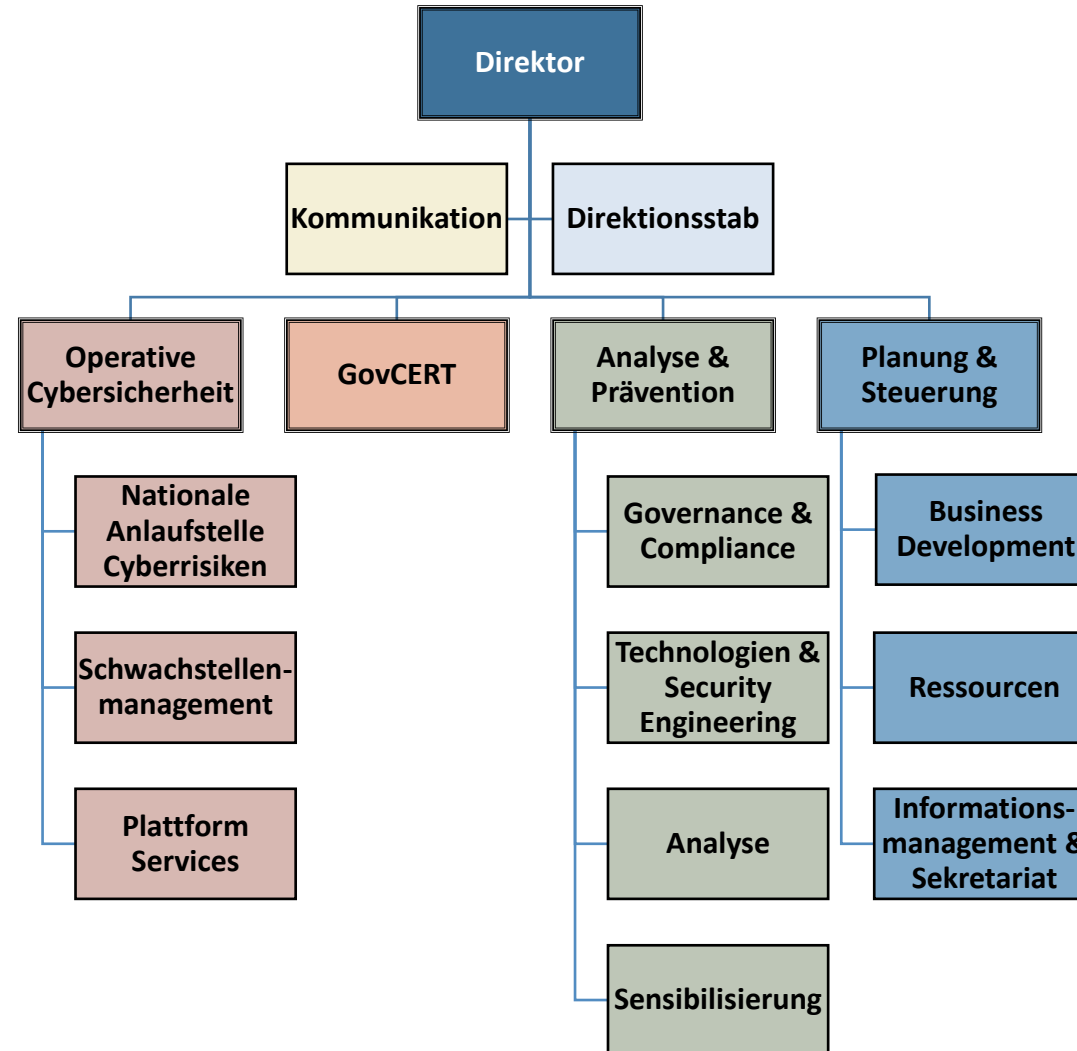 Direktor
Kommunikation
Direktionsstab
Operative
Cybersicherheit
GovCERT
Analyse &
Prävention
Planung &
Steuerung
Nationale
Anlaufstelle
Cyberrisiken
Schwachstellen-
management
Plattform
Services
Governance &
Compliance
Technologien &
Security
Engineering
Analyse
Sensibilisierung
Business
Development
Ressourcen
Informations-
management &
Sekretariat